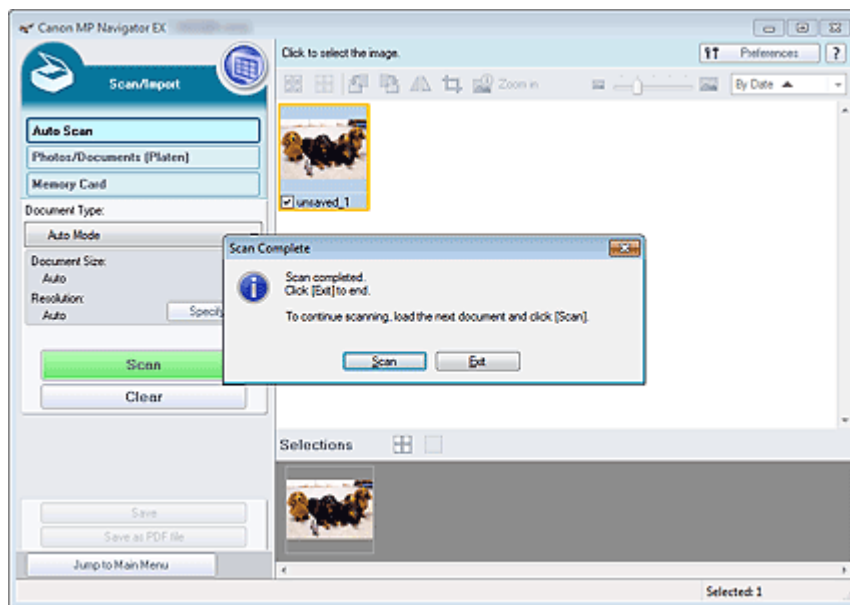 Canon MP Navigator EX
Click to select the image.
Preferences
?
Scan/Import
Zoom in
By Date
Auto Scan
Photos/Documents (Platen)
Memory Card
unsaved_1
Document Type:
Auto Mode
Document Size:
Auto
Resolution:
Auto
Specify
Scan
Clear
Scan Complete
Scan completed.
Click [Exit] to end.
To continue scanning, load the next document and click [Scan].
Scan
Exit
Selections
Save
Save as PDF file
Jump to Main Menu
Selected: 1